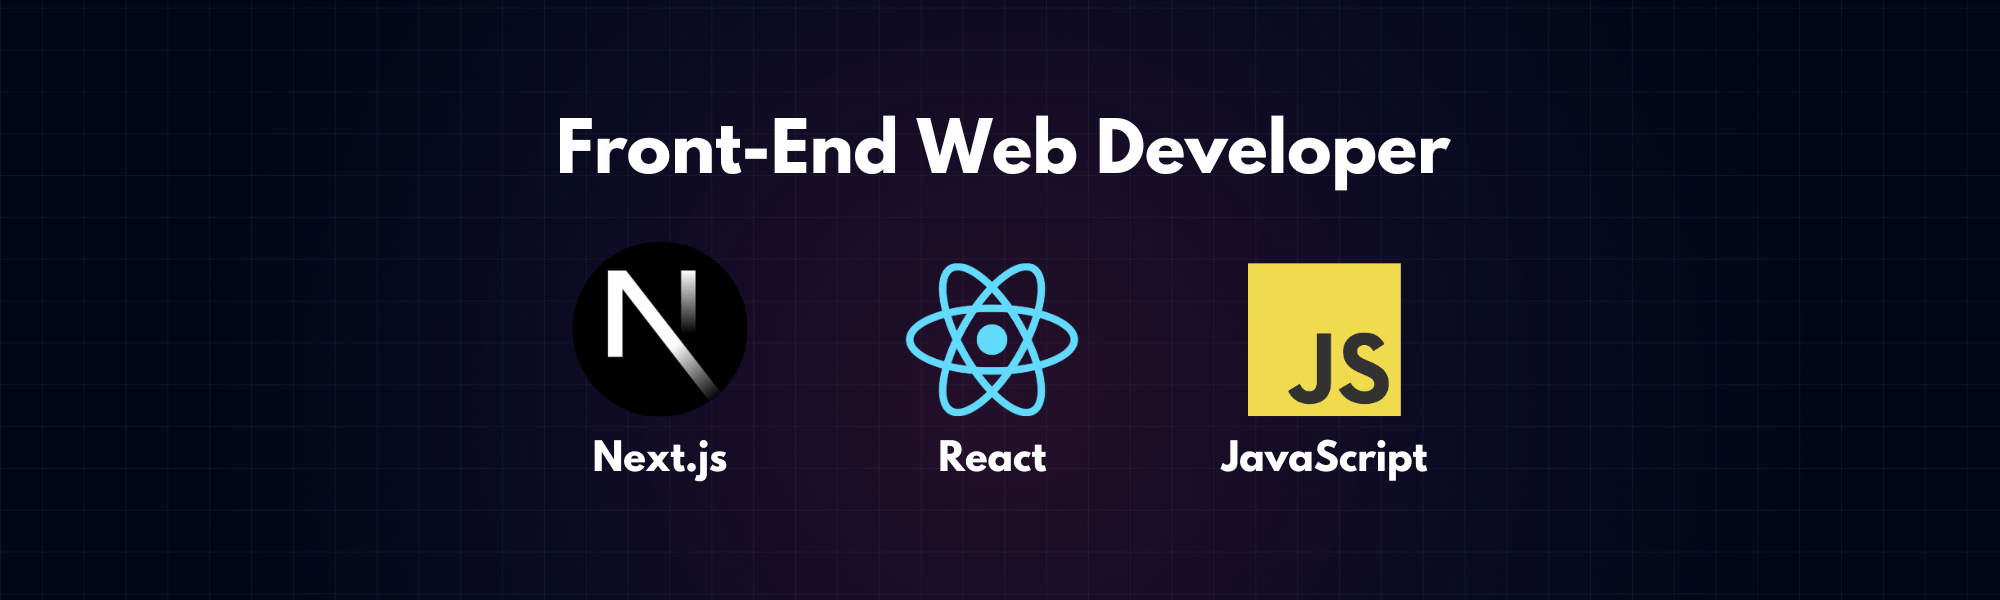 Front-End Web Developer
N
JS
Next.js
React
JavaScript